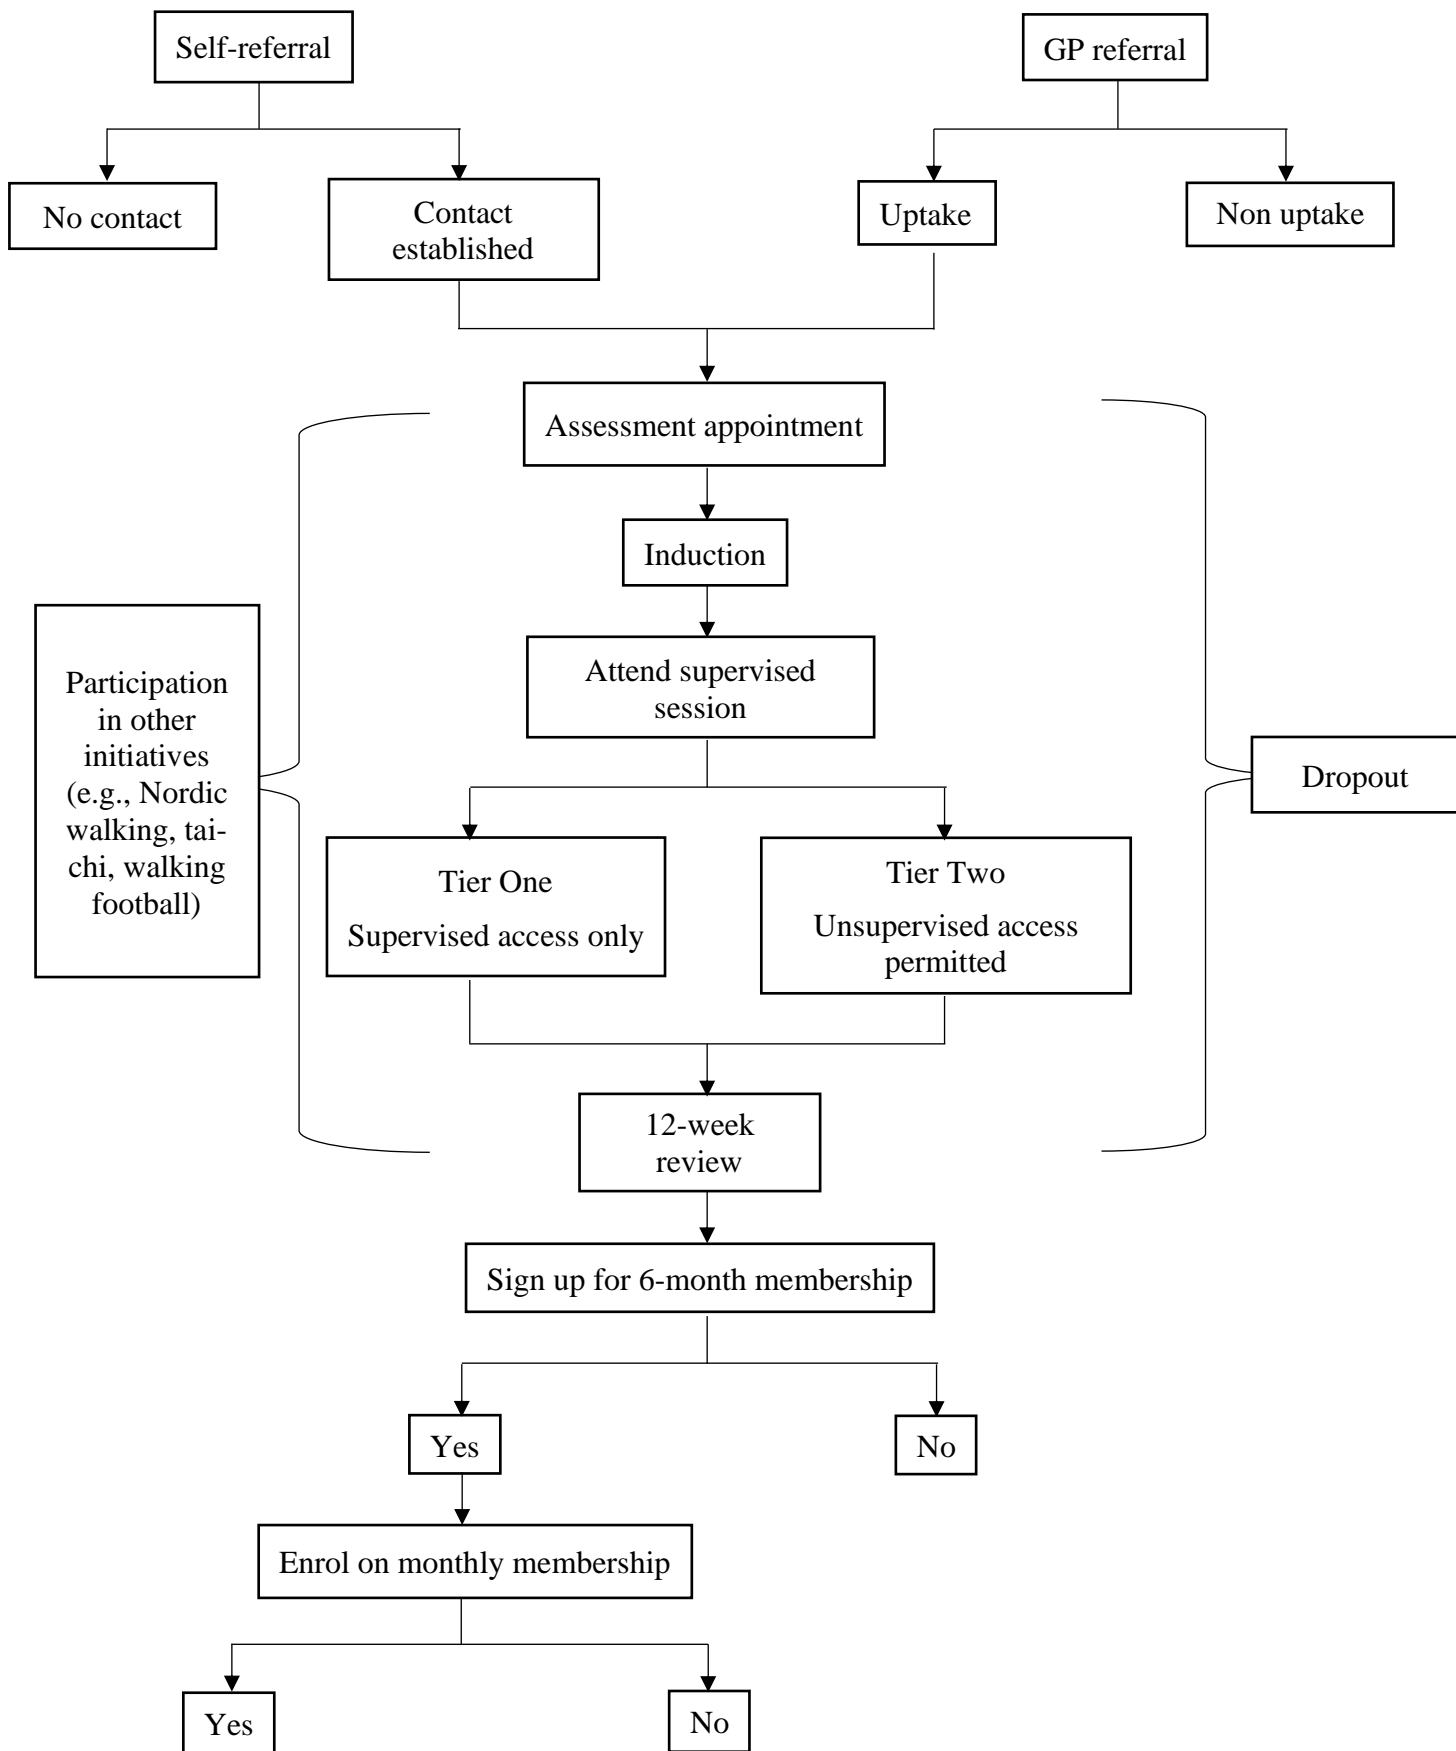 Self-referral
GP referral
No contact
Contact
established
Uptake
Non uptake
Assessment appointment
Induction
Attend supervised
session
Participation
in other
initiatives
(e.g., Nordic
walking, tai-
chi, walking
football)
Dropout
Tier One
Supervised access only
Tier Two
Unsupervised access
permitted
12-week
review
Sign up for 6-month membership
Yes
No
Enrol on monthly membership
Yes
No